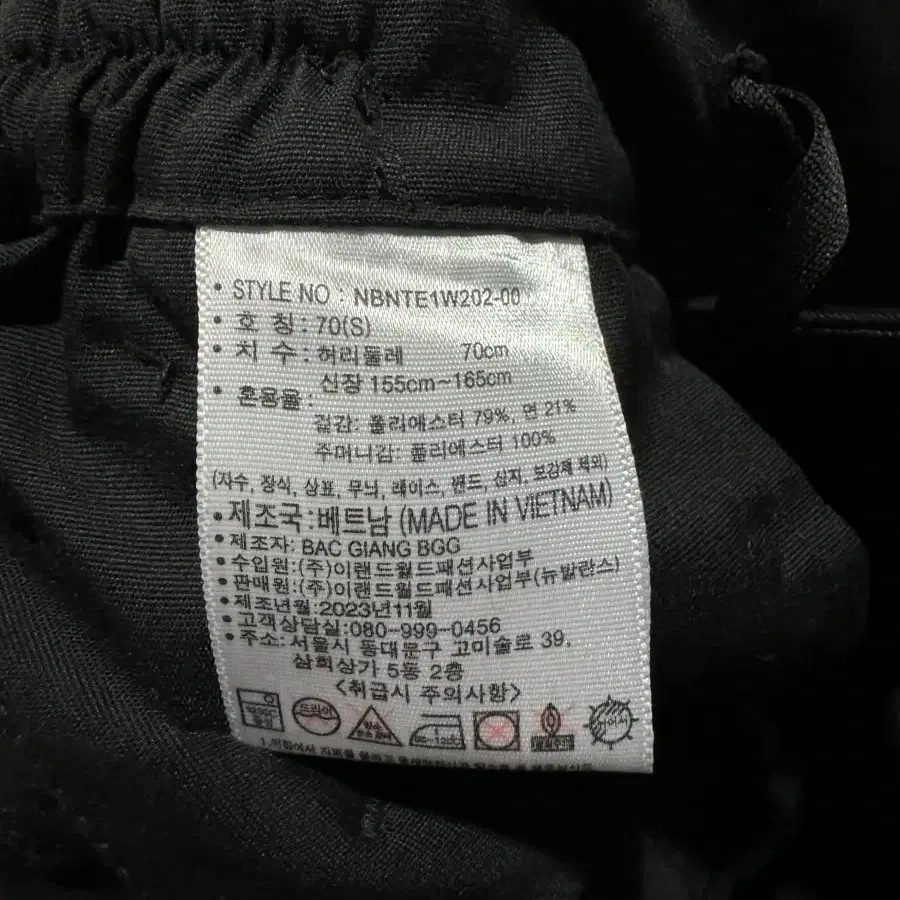 • STYLE NO : NBNTE1W202-00
• 호 칭 : 70(S)
• 치 수 : 허리둘레 70cm
신장 155cm~165cm
• 혼용율 :
겉감: 폴리에스터 79%, 면 21%
주머니감: 폴리에스터 100%
(자수, 장식, 상표, 무늬, 레이스, 밴드, 심지, 보강재 제외)
• 제조국:베트남 (MADE IN VIETNAM)
• 제조자: BAC GIANG BGG
• 수입원:(주)이랜드월드패션사업부
• 판매원:(주)이랜드월드패션사업부(뉴발란스)
• 제조년월:2023년11월
• 고객상담실:080-999-0456
• 주소: 서울시 동대문구 고미술로 39,
삼희상가 5동 2층
<취급시 주의사항>
드라이
1.